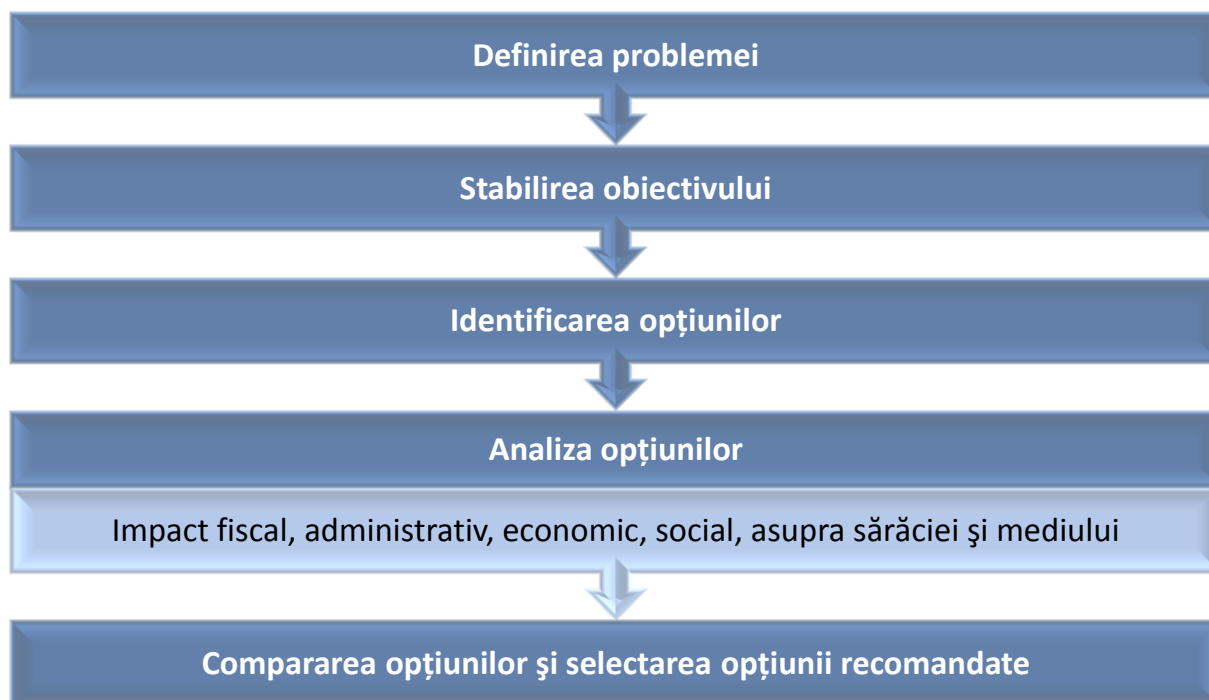 Definirea problemei
Stabilirea obiectivului
Identificarea opțiunilor
Analiza opțiunilor
Impact fiscal, administrativ, economic, social, asupra sărăciei şi mediului
Compararea opțiunilor şi selectarea opțiunii recomandate